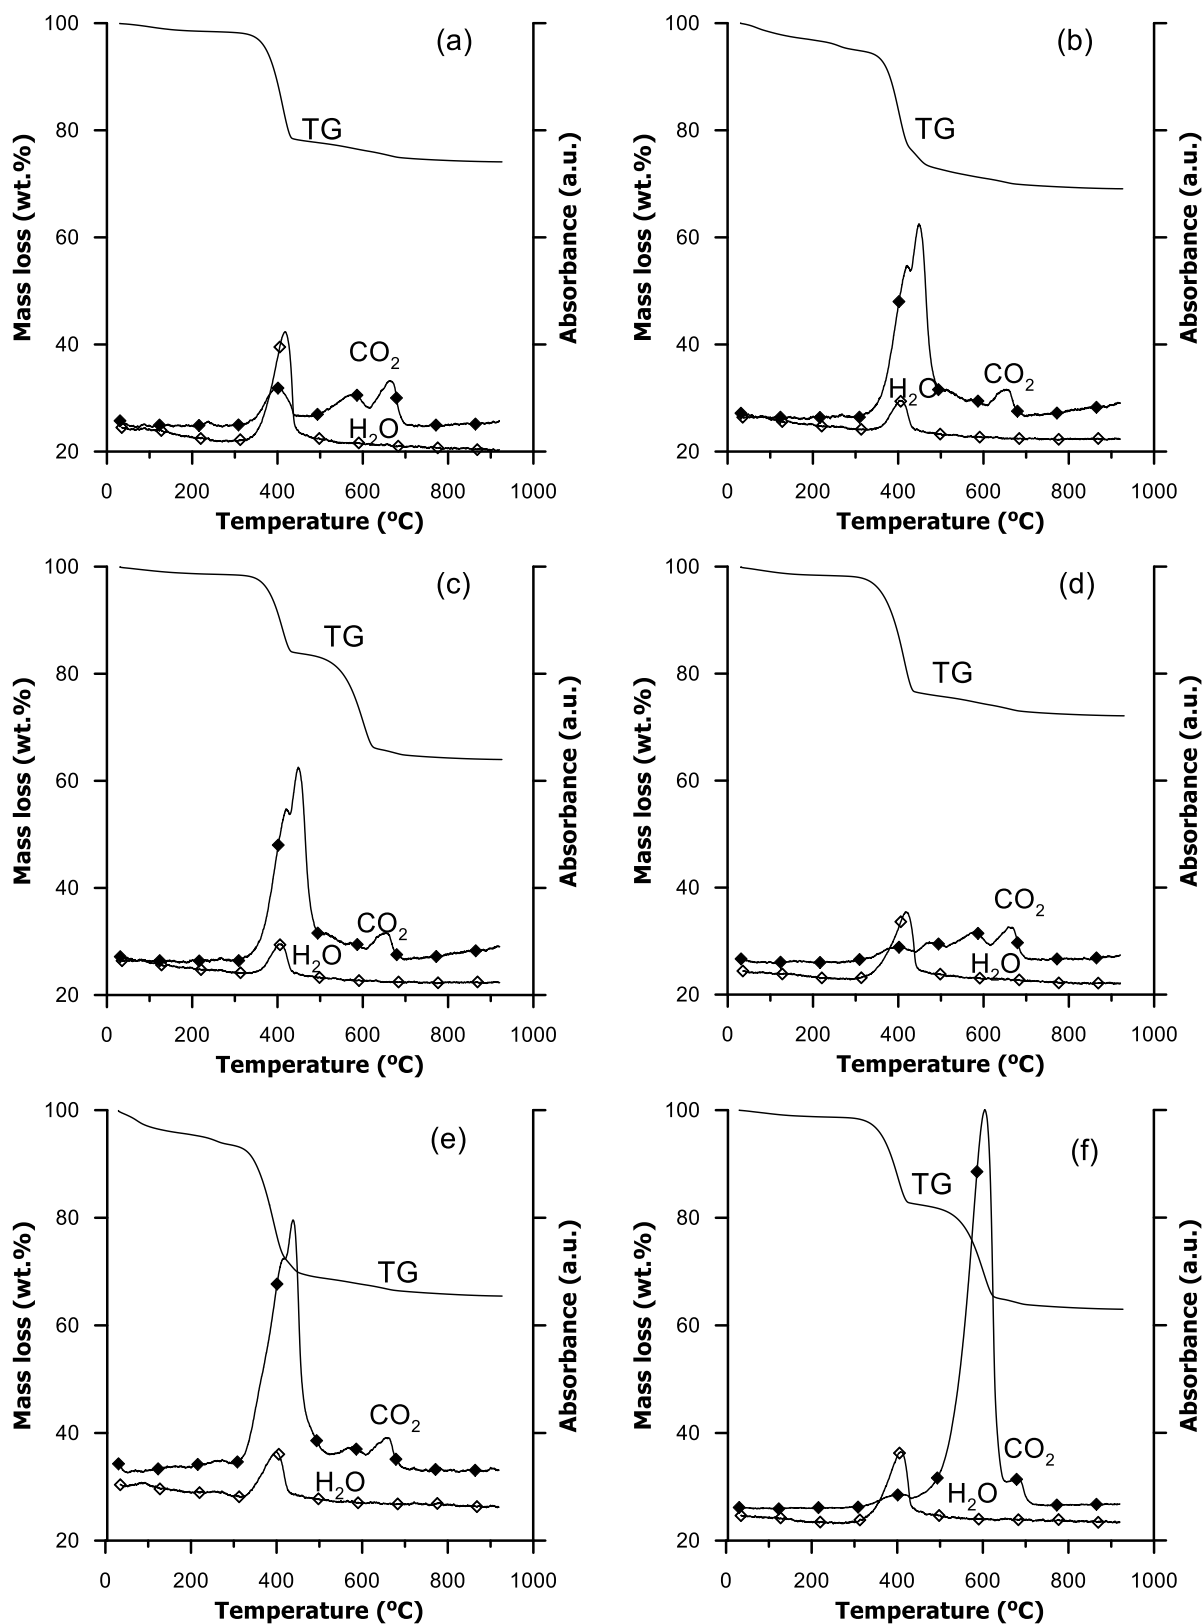 100
80
60
40
20
Mass loss (wt.%)
(a)
TG
CO₂
H₂O
Absorbance (a.u.)
0 200 400 600 800 1000
Temperature (ºC)
100
80
60
40
20
Mass loss (wt.%)
(b)
TG
H₂O
CO₂
Absorbance (a.u.)
0 200 400 600 800 1000
Temperature (ºC)
100
80
60
40
20
Mass loss (wt.%)
(c)
TG
CO₂
H₂O
Absorbance (a.u.)
0 200 400 600 800 1000
Temperature (ºC)
100
80
60
40
20
Mass loss (wt.%)
(d)
TG
CO₂
H₂O
Absorbance (a.u.)
0 200 400 600 800 1000
Temperature (ºC)
100
80
60
40
20
Mass loss (wt.%)
(e)
TG
CO₂
H₂O
Absorbance (a.u.)
0 200 400 600 800 1000
Temperature (ºC)
100
80
60
40
20
Mass loss (wt.%)
(f)
TG
CO₂
H₂O
Absorbance (a.u.)
0 200 400 600 800 1000
Temperature (ºC)